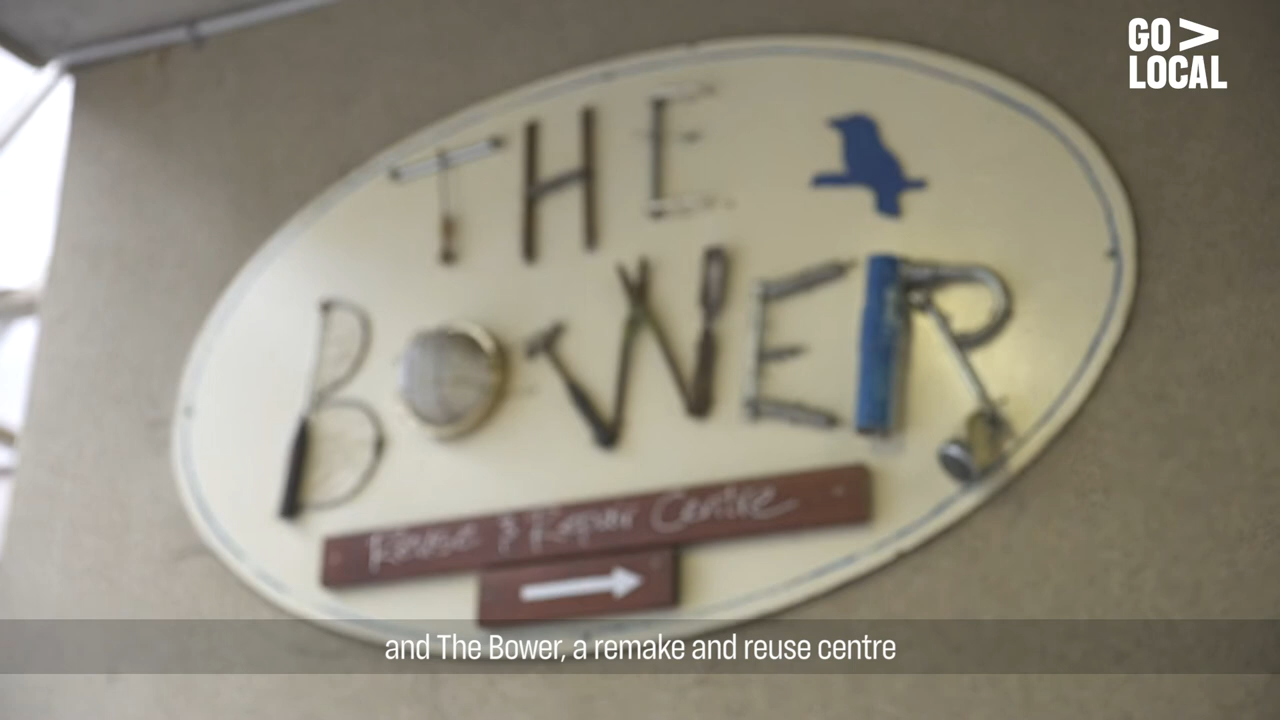 GO >
LOCAL
THE
BOWER
Reuse & Repair Centre
and The Bower, a remake and reuse centre